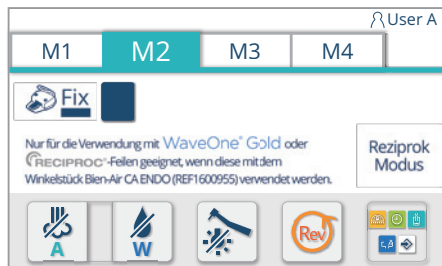 User A
M1 M2 M3 M4
Fix
Nur für die Verwendung mit WaveOne® Gold oder
RECIPROC®-Feilen geeignet, wenn diese mit dem
Winkelstück Bien-Air CA ENDO (REF1600955) verwendet werden.
Reziprok
Modus
A W Rev